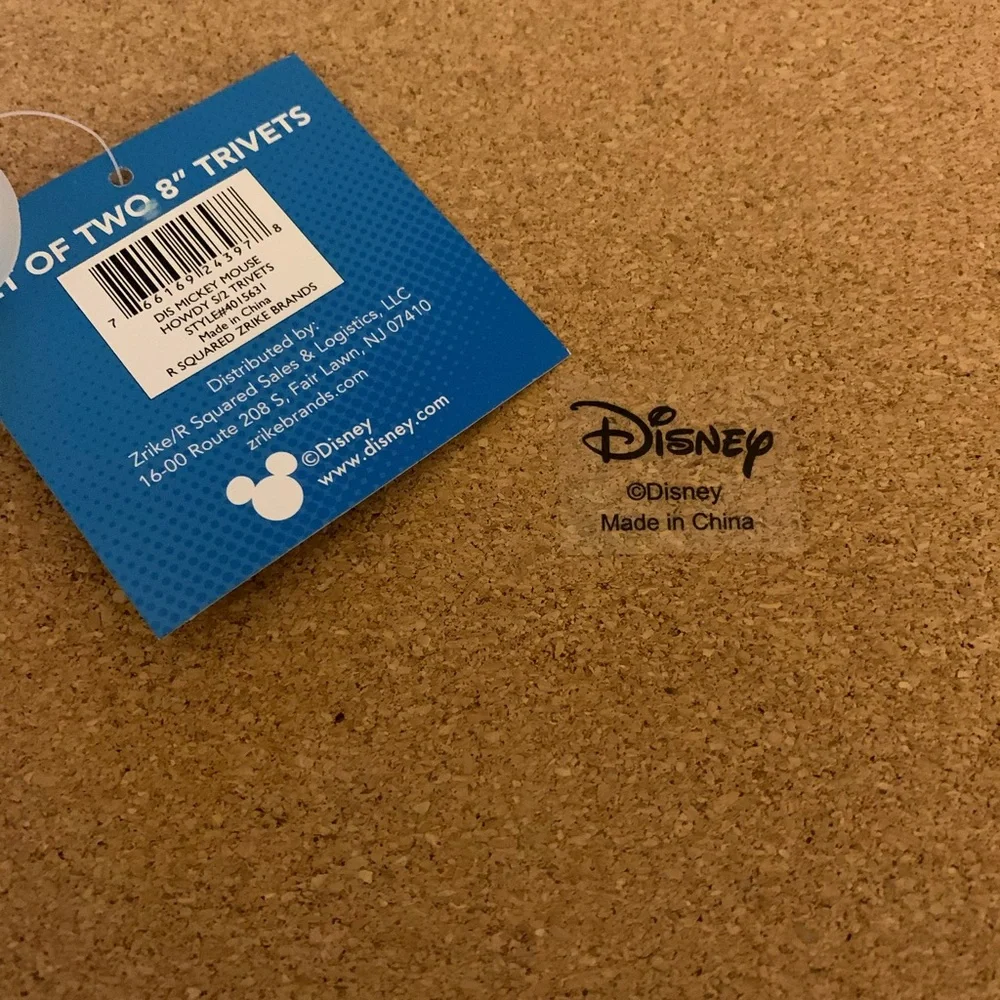 OF TWO 8" TRIVETS
7 66169 24397 8
DIS MICKEY MOUSE
HOWDY S/2 TRIVETS
STYLE#4015631
Made in China
R SQUARED ZRIKE BRANDS
Distributed by:
Zrike/R Squared Sales & Logistics, LLC
16-00 Route 208 S, Fair Lawn, NJ 07410
zrikebrands.com
©Disney
www.disney.com
Disney
©Disney
Made in China